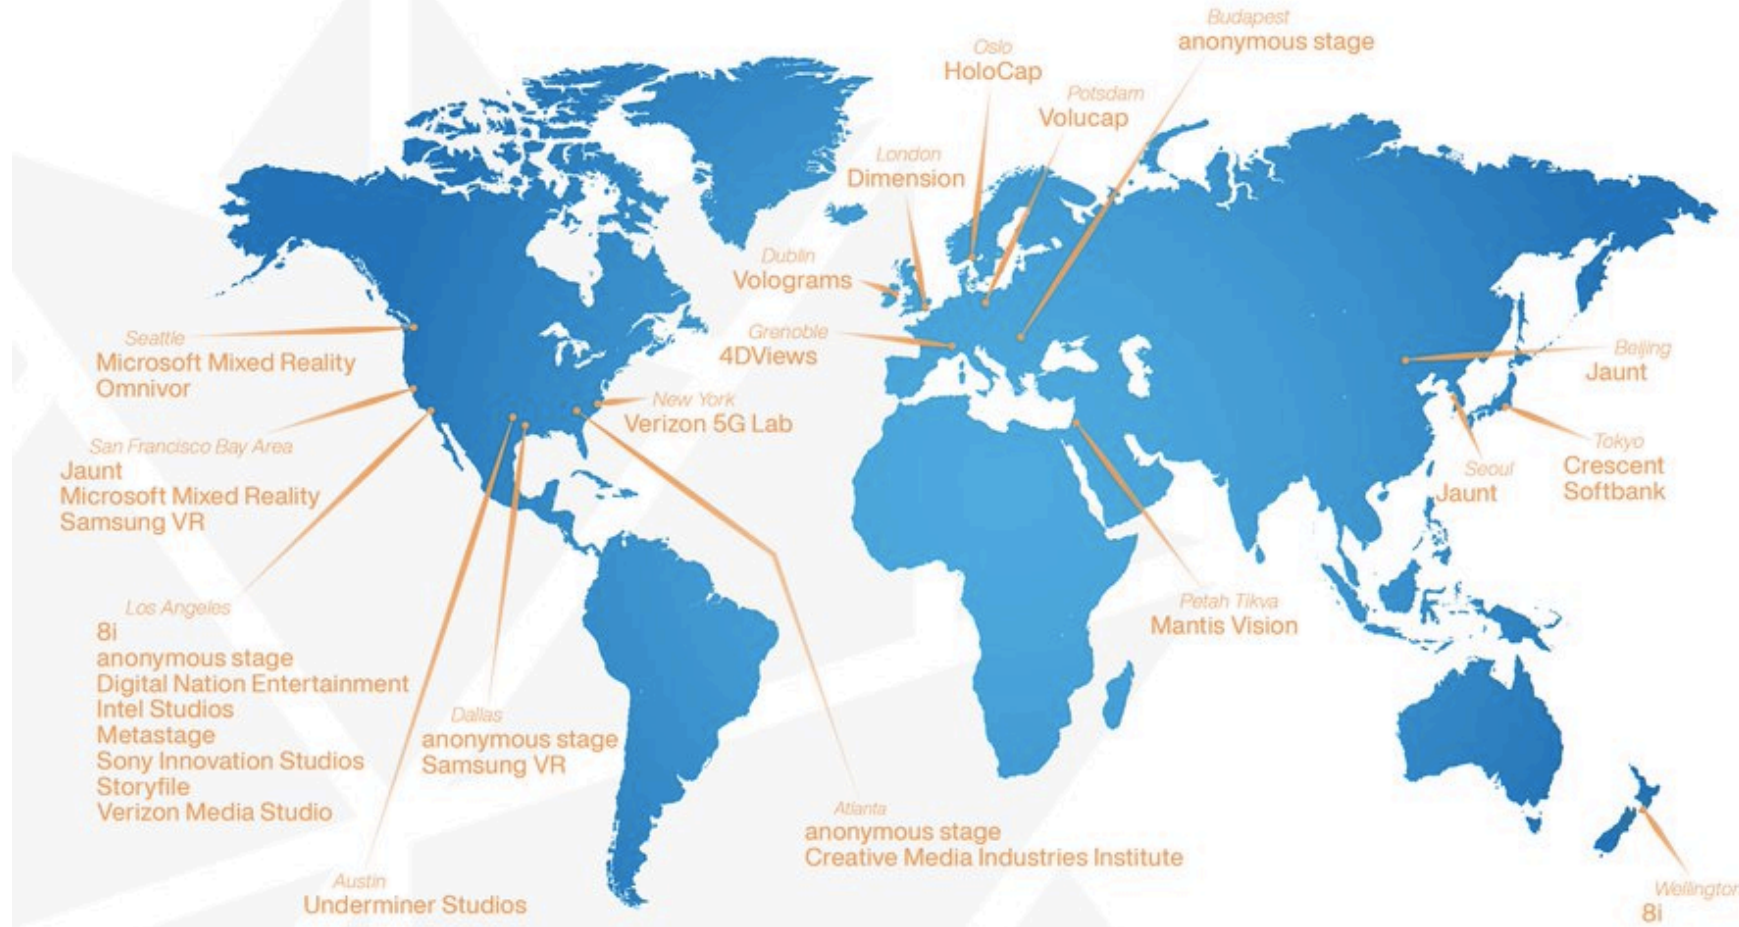 Budapest
anonymous stage
Oslo
HoloCap
Potsdam
Volucap
London
Dimension
Dublin
Volograms
Grenoble
4DViews
Seattle
Microsoft Mixed Reality
Omnivor
San Francisco Bay Area
Jaunt
Microsoft Mixed Reality
Samsung VR
New York
Verizon 5G Lab
Beijing
Jaunt
Tokyo
Crescent
Softbank
Seoul
Jaunt
Petah Tikva
Mantis Vision
Los Angeles
8i
anonymous stage
Digital Nation Entertainment
Intel Studios
Metastage
Sony Innovation Studios
Storyfile
Verizon Media Studio
Dallas
anonymous stage
Samsung VR
Atlanta
anonymous stage
Creative Media Industries Institute
Austin
Underminer Studios
Wellington
8i